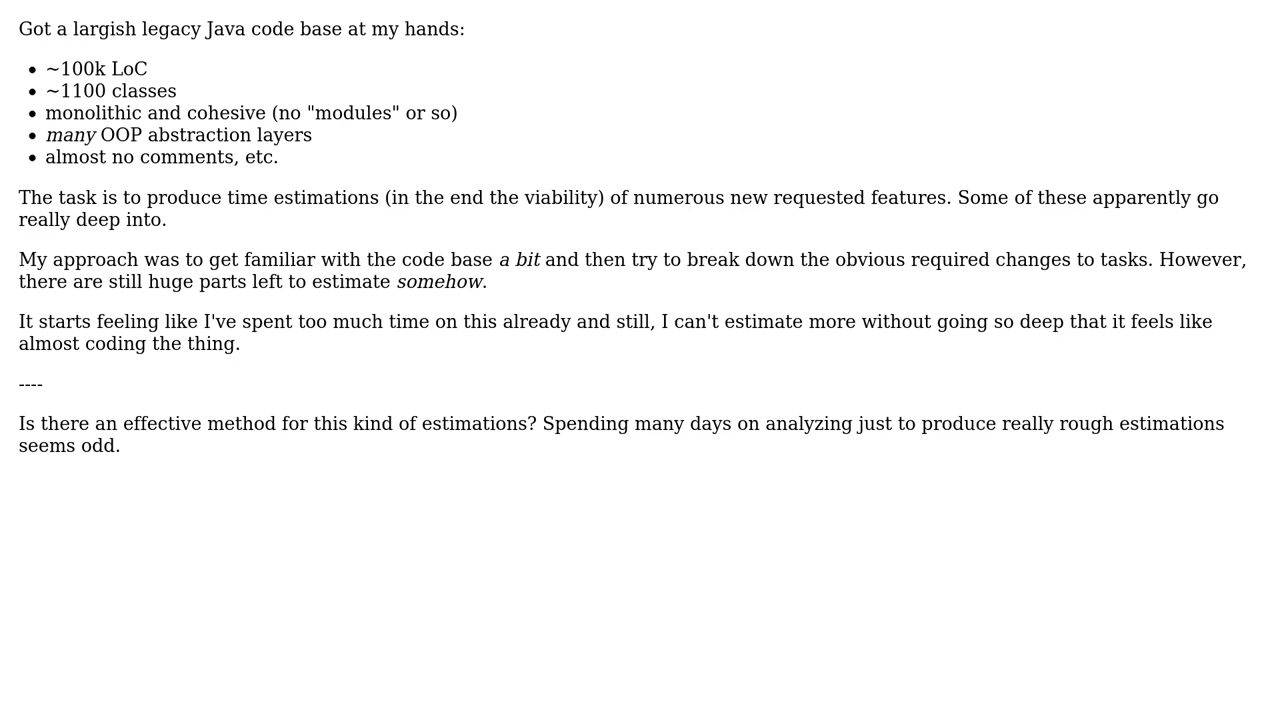 Got a largish legacy Java code base at my hands:
• ~100k LoC
• ~1100 classes
• monolithic and cohesive (no "modules" or so)
• many OOP abstraction layers
• almost no comments, etc.
The task is to produce time estimations (in the end the viability) of numerous new requested features. Some of these apparently go
really deep into.
My approach was to get familiar with the code base a bit and then try to break down the obvious required changes to tasks. However,
there are still huge parts left to estimate somehow.
It starts feeling like I've spent too much time on this already and still, I can't estimate more without going so deep that it feels like
almost coding the thing.
----
Is there an effective method for this kind of estimations? Spending many days on analyzing just to produce really rough estimations
seems odd.